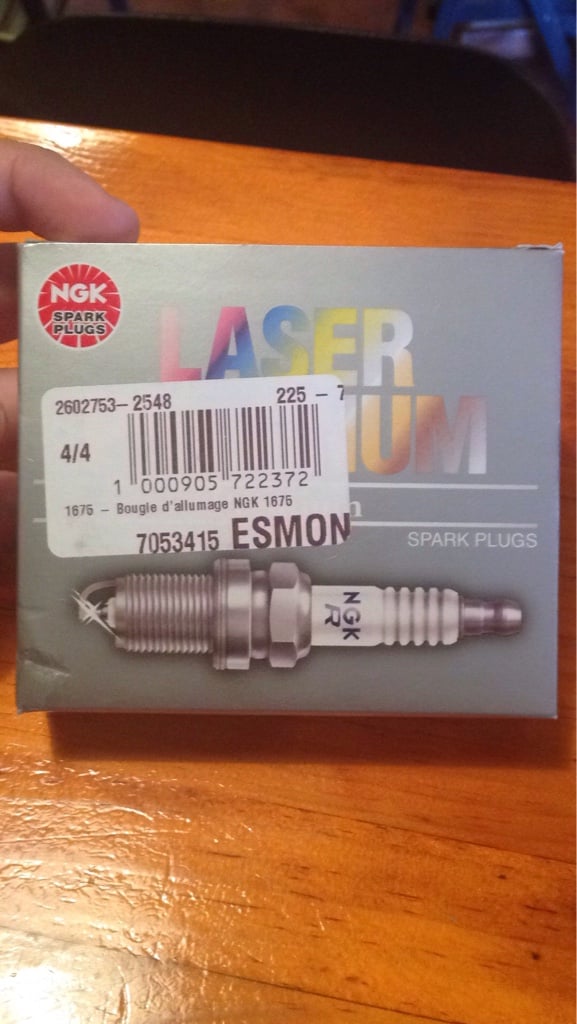 NGK
SPARK
PLUGS
LASER
IUM
2602753-2548 225 - 7
4/4
1 000905 722372
1675 - Bougie d'allumage NGK 1675
7053415 ESMON
n
SPARK PLUGS
NGK
R